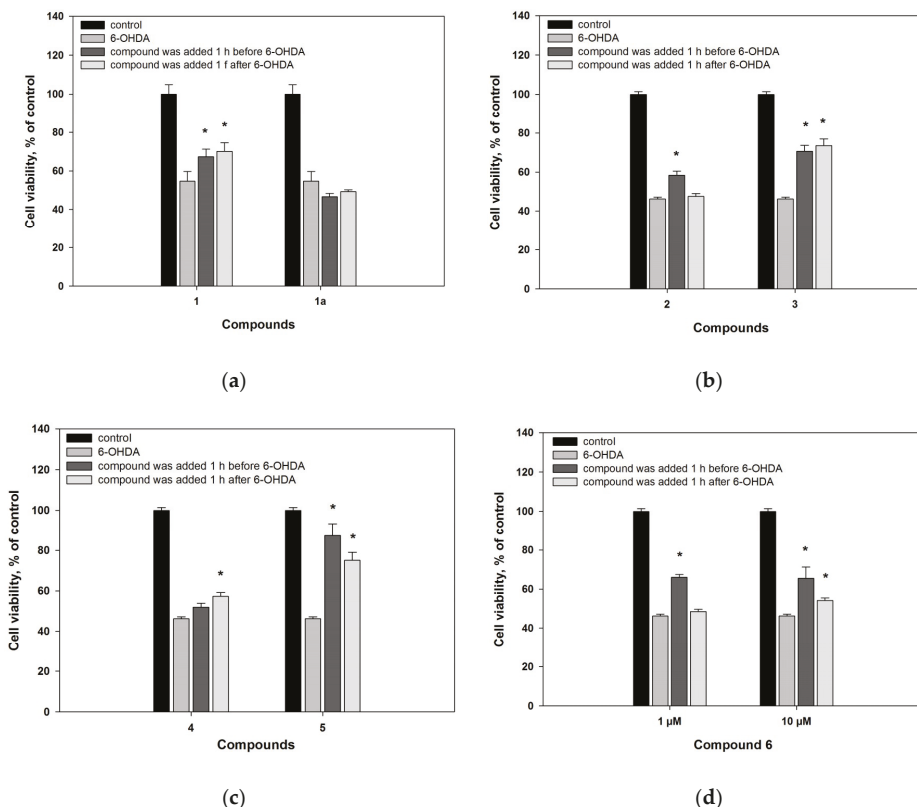 140
120
100
80
60
40
20
0
Cell viability, % of control
control
6-OHDA
compound was added 1 h before 6-OHDA
compound was added 1 f after 6-OHDA
*
*
1
1a
Compounds
(a)
140
120
100
80
60
40
20
0
Cell viability, % of control
control
6-OHDA
compound was added 1 h before 6-OHDA
compound was added 1 h after 6-OHDA
*
* *
2
3
Compounds
(b)
140
120
100
80
60
40
20
0
Cell viability, % of control
control
6-OHDA
compound was added 1 h before 6-OHDA
compound was added 1 h after 6-OHDA
*
*
*
4
5
Compounds
(c)
140
120
100
80
60
40
20
0
Cell viability, % of control
control
6-OHDA
compound was added 1 h before 6-OHDA
compound was added 1 h after 6-OHDA
*
*
*
1 µM
10 µM
Compound 6
(d)